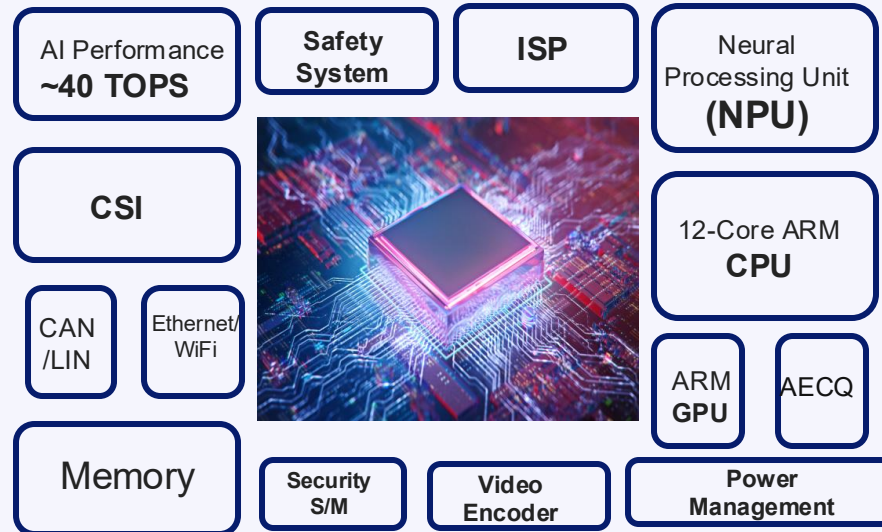 AI Performance
~40 TOPS
Safety
System
ISP
Neural
Processing Unit
(NPU)
CSI
12-Core ARM
CPU
CAN
/LIN
Ethernet/
WiFi
ARM
GPU
AECQ
Memory
Security
S/M
Video
Encoder
Power
Management